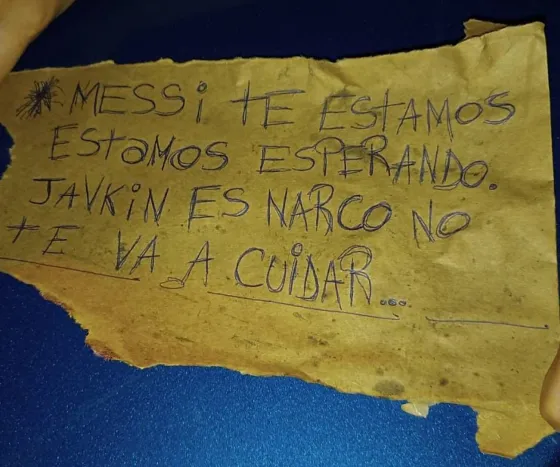 * MESSi tE EStAMOS
EStaMOS ESPERANDO.
JAVKiN ES NARCO NO
tE VA A CUiDAR...